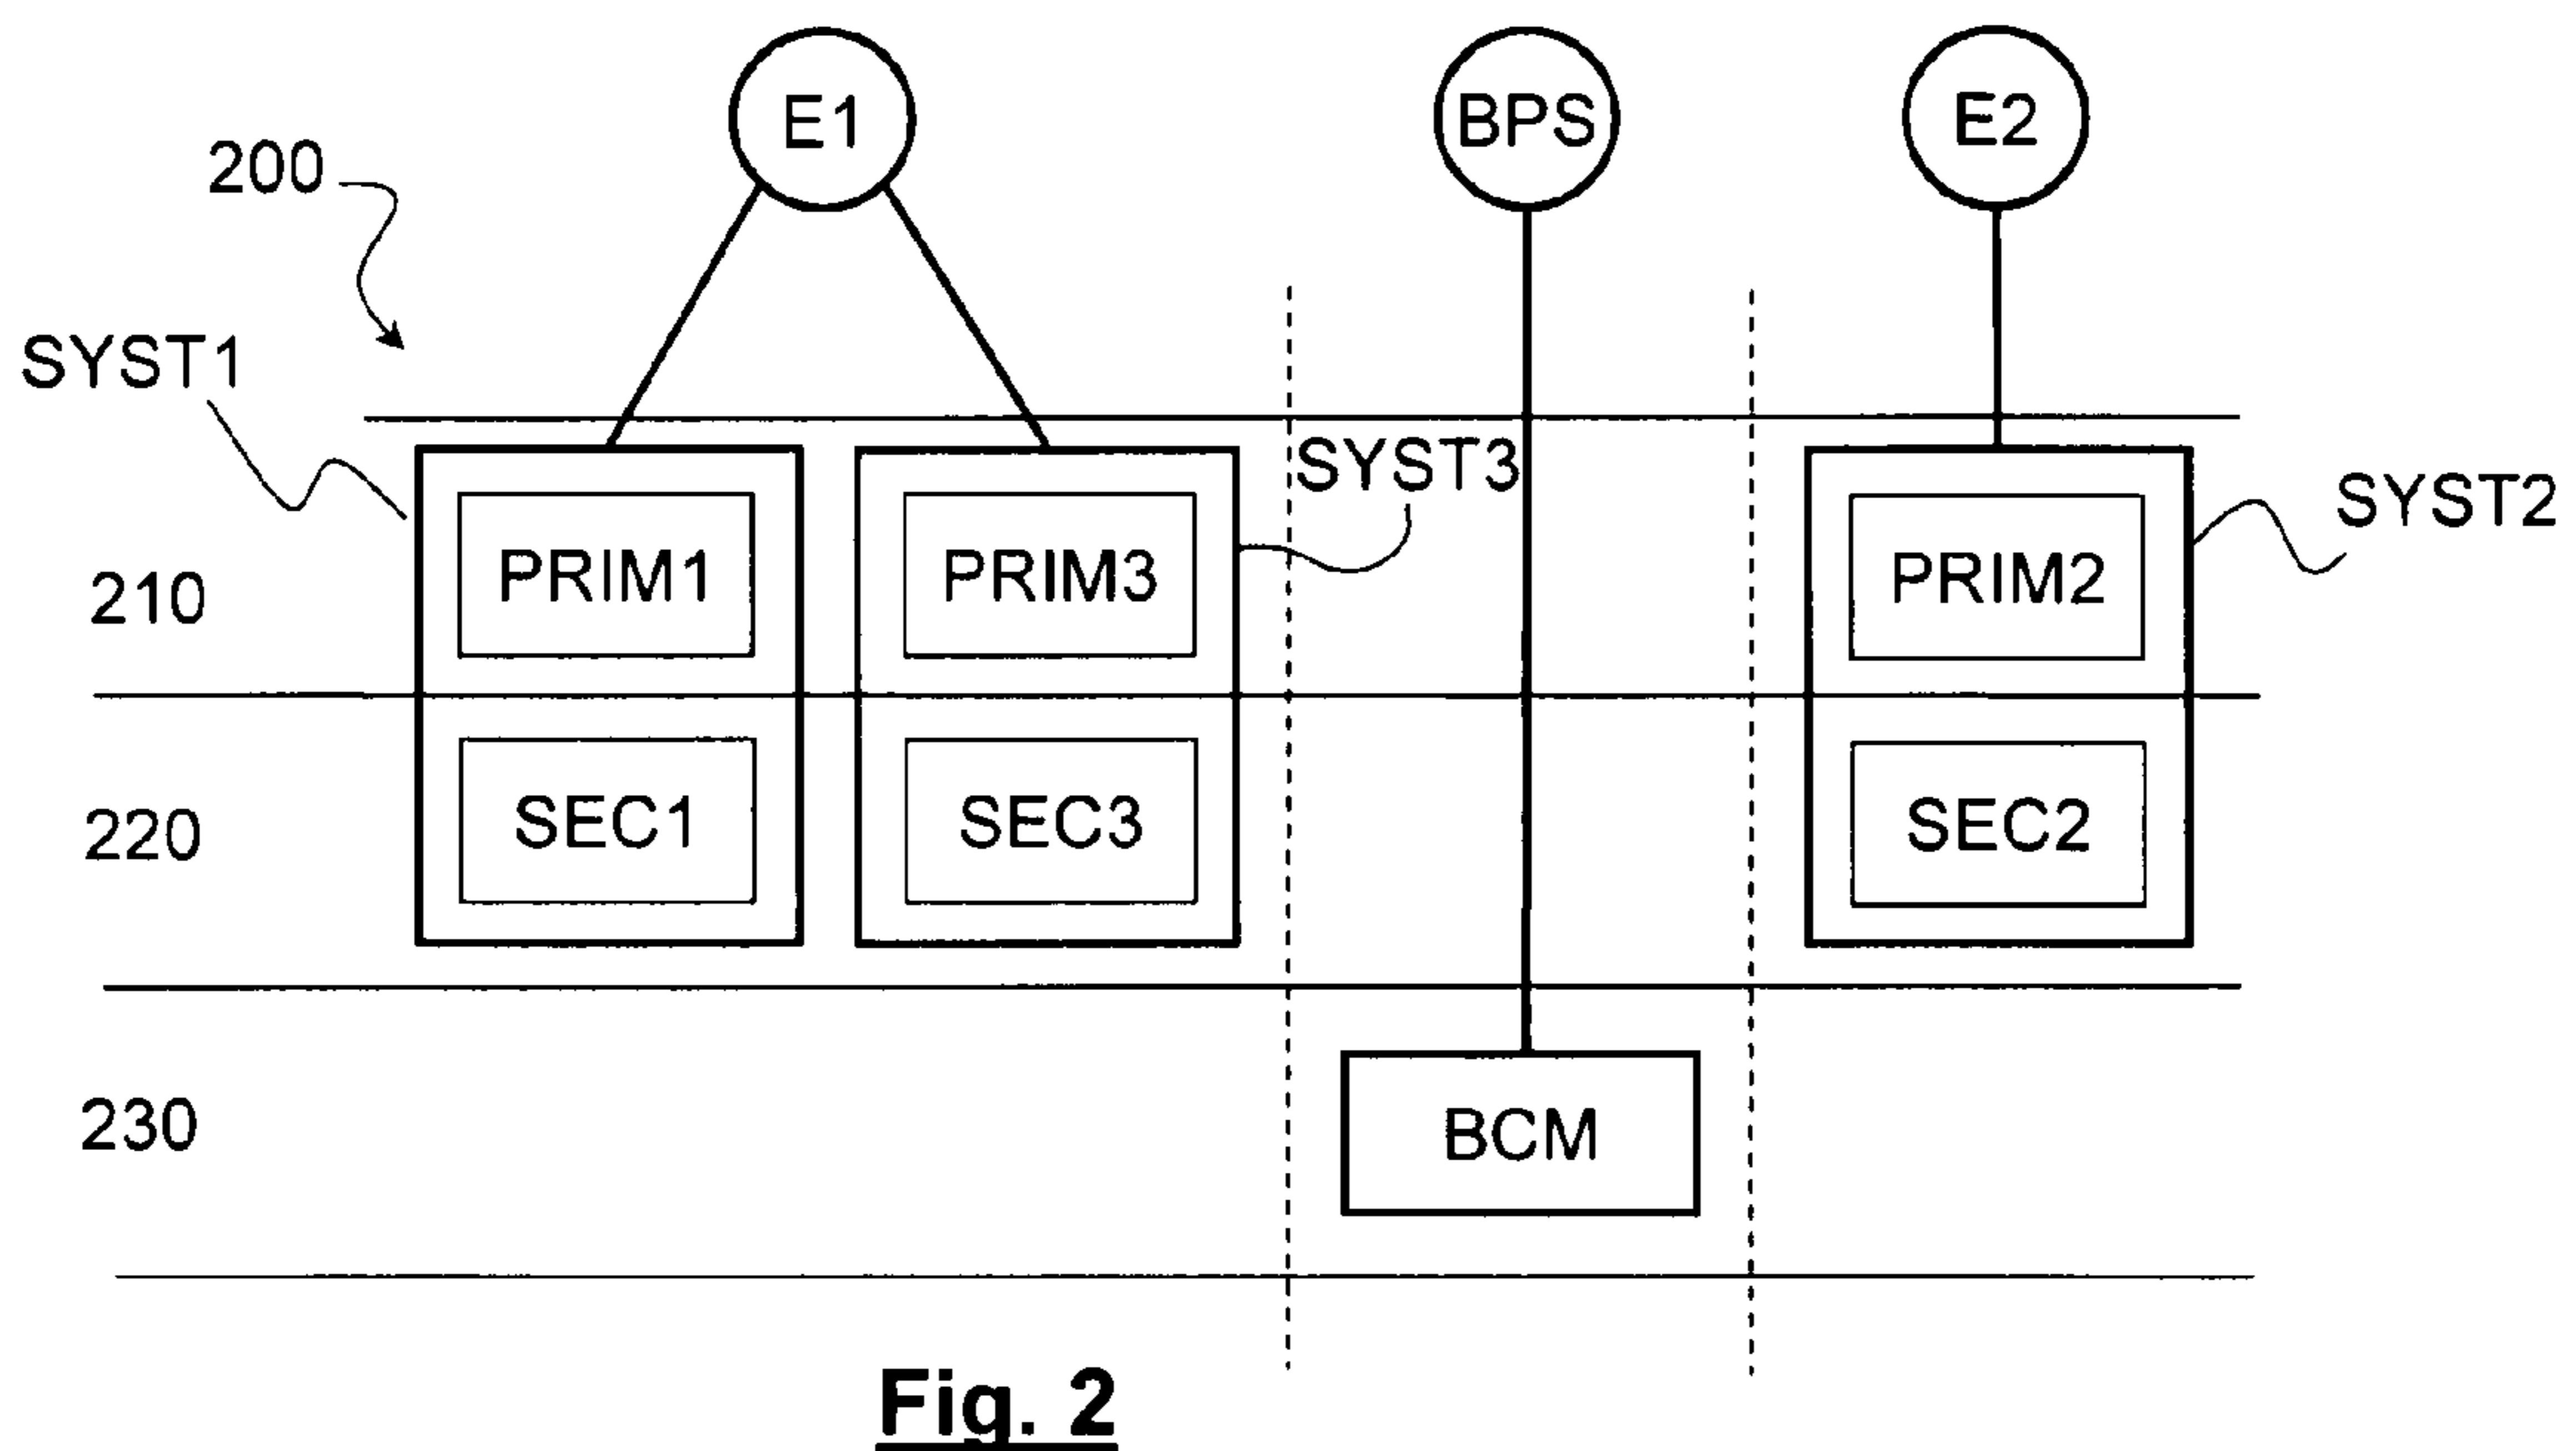 E1
BPS
E2
200
SYST1
SYST3
SYST2
210
PRIM1
PRIM3
PRIM2
220
SEC1
SEC3
SEC2
230
BCM
Fig. 2